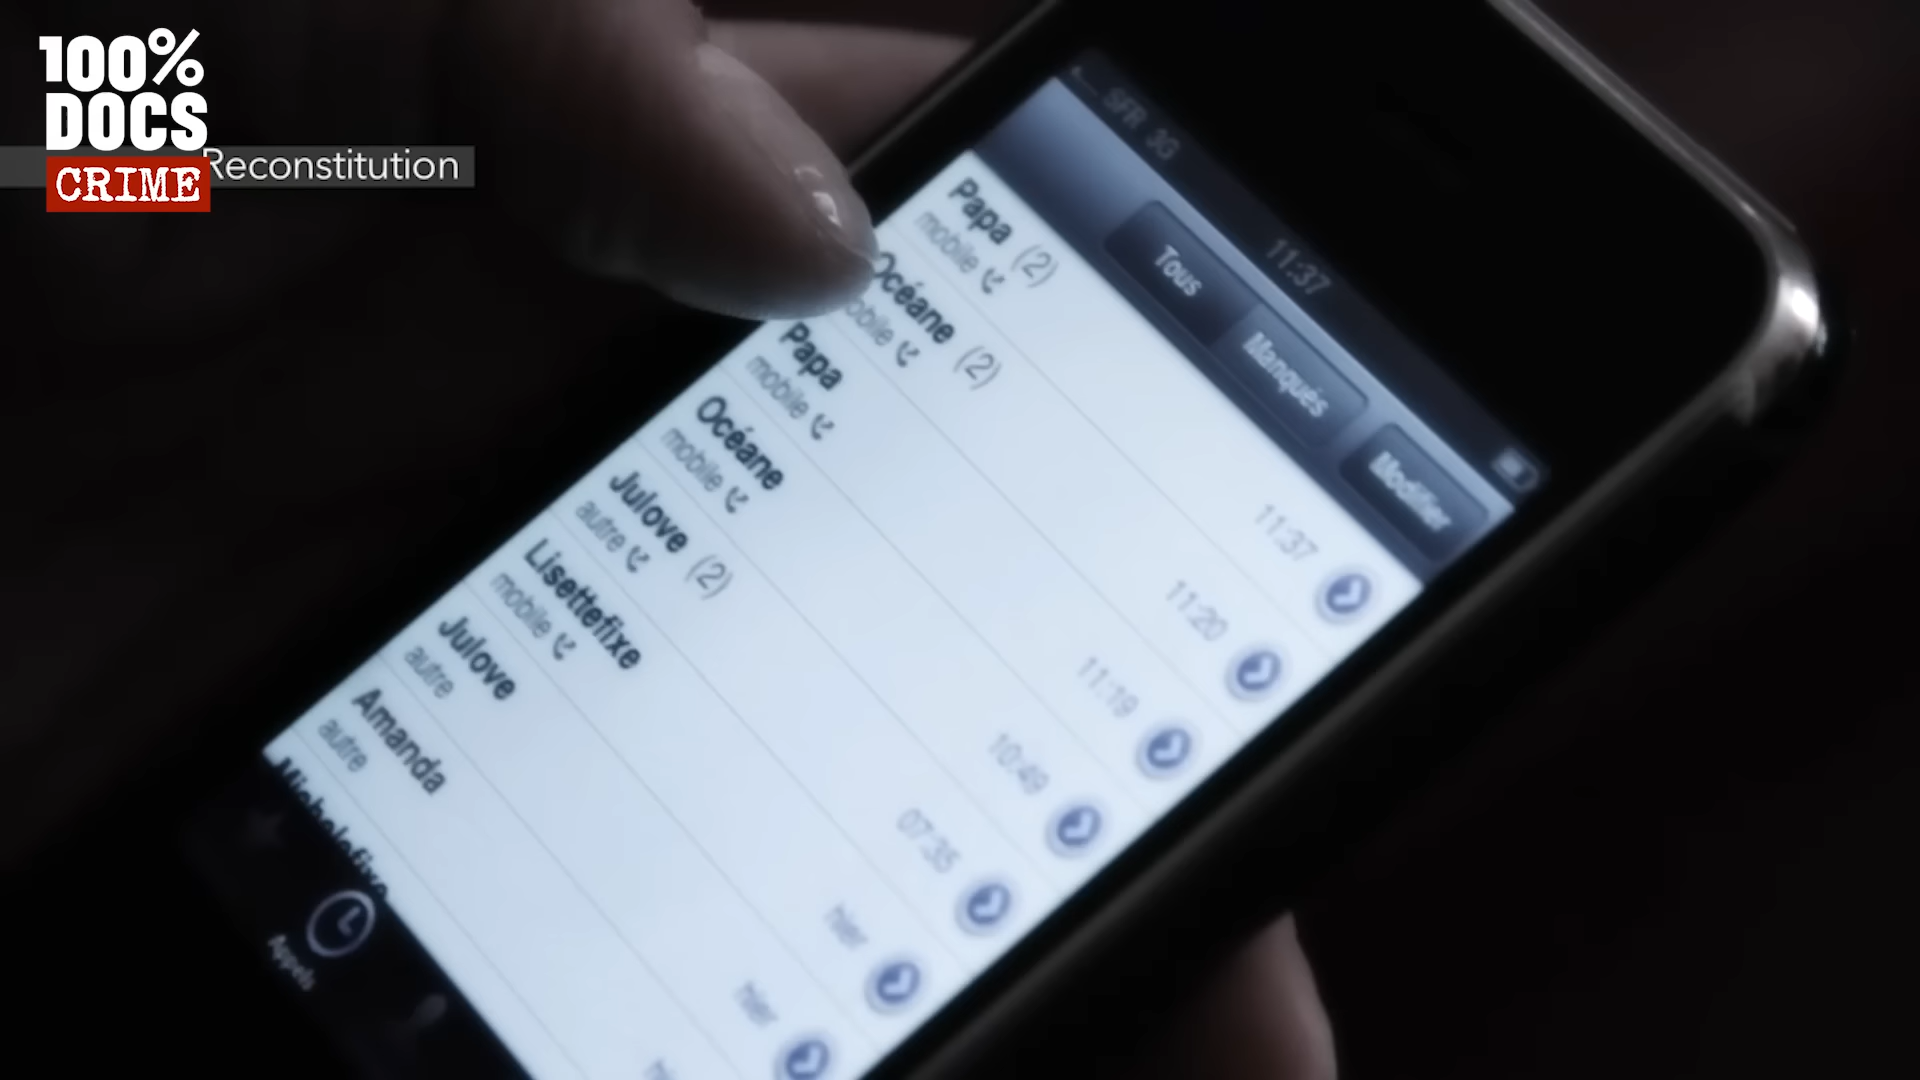 100%
DOCS
CRIME
Reconstitution
SFR 3G
11:37
Tous
Manqués
Modifier
Papa (2)
mobile
11:37
Océane (2)
mobile
11:20
Papa
mobile
11:19
Océane
mobile
10:49
Julove (2)
autre
07:35
Lisettefixe
mobile
hier
Julove
autre
hier
Amanda
autre
Appels